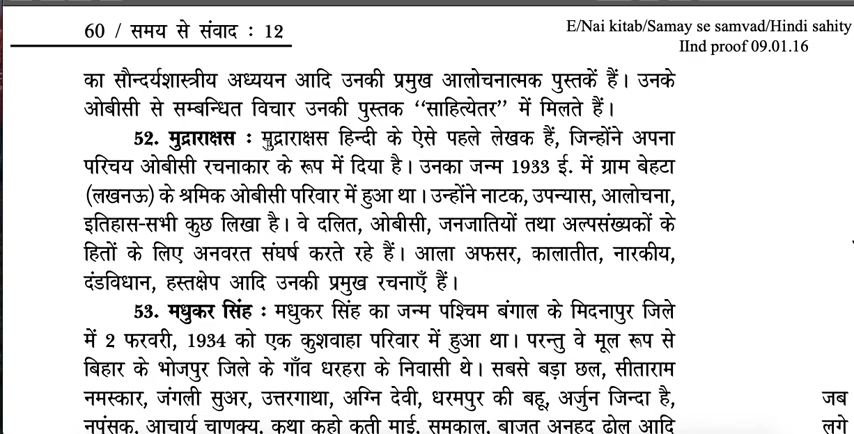 60 / समय से संवाद : 12
E/Nai kitab/Samay se samvad/Hindi sahity
IInd proof 09.01.16
का सौन्दर्यशास्त्रीय अध्ययन आदि उनकी प्रमुख आलोचनात्मक पुस्तकें हैं। उनके
ओबीसी से सम्बन्धित विचार उनकी पुस्तक ‘‘साहित्येतर’’ में मिलते हैं।
52. मुद्राराक्षस : मुद्राराक्षस हिन्दी के ऐसे पहले लेखक हैं, जिन्होंने अपना
परिचय ओबीसी रचनाकार के रूप में दिया है। उनका जन्म 1933 ई. में ग्राम बेहटा
(लखनऊ) के श्रमिक ओबीसी परिवार में हुआ था। उन्होंने नाटक, उपन्यास, आलोचना,
इतिहास-सभी कुछ लिखा है। वे दलित, ओबीसी, जनजातियों तथा अल्पसंख्यकों के
हितों के लिए अनवरत संघर्ष करते रहे हैं। आला अफसर, कालातीत, नारकीय,
दंडविधान, हस्तक्षेप आदि उनकी प्रमुख रचनाएँ हैं।
53. मधुकर सिंह : मधुकर सिंह का जन्म पश्चिम बंगाल के मिदनापुर जिले
में 2 फरवरी, 1934 को एक कुशवाहा परिवार में हुआ था। परन्तु वे मूल रूप से
बिहार के भोजपुर जिले के गाँव धरहरा के निवासी थे। सबसे बड़ा छल, सीताराम
नमस्कार, जंगली सुअर, उत्तरगाथा, अग्नि देवी, धरमपुर की बहू, अर्जुन जिन्दा है,
नपुंसक, आचार्य चाणक्य, कथा कहो कुंती माई, समकाल, बाजत अनहद ढोल आदि
जब
लगे